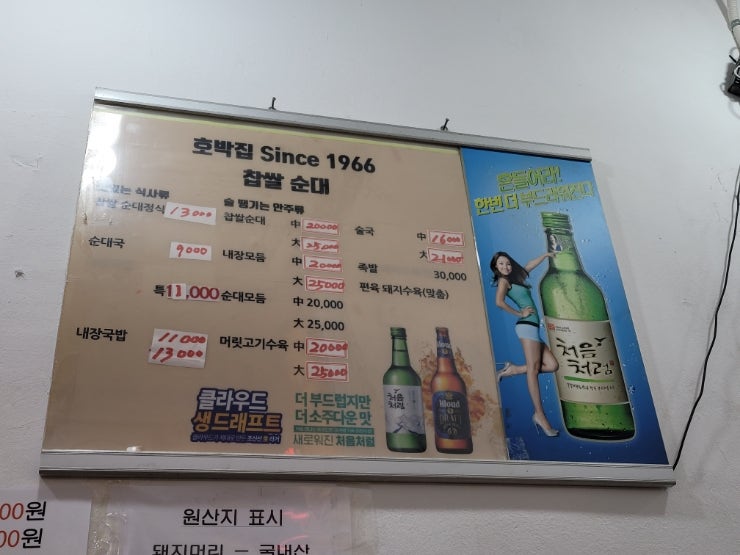 호박집 Since 1966
찹쌀 순대
있는 식사류
찹쌀 순대정식 13000
순대국 9000
특11,000
내장국밥 11000
13000
술 땡기는 안주류
찹쌀순대 中 20000
大 25000
내장모듬 中 20000
大 25000
순대모듬 中 20,000
大 25,000
머릿고기수육 中 20000
大 25000
술국 中 16000
大 21000
족발 30,000
편육 돼지수육(맞춤)
클라우드
생드래프트
더 부드럽지만
더 소주다운 맛
새로워진 처음처럼
처음
처럼
흔들어라!
한번 더 부드러워진다
처음
처럼
00원
00원
원산지 표시
돼지머리 - 국내산